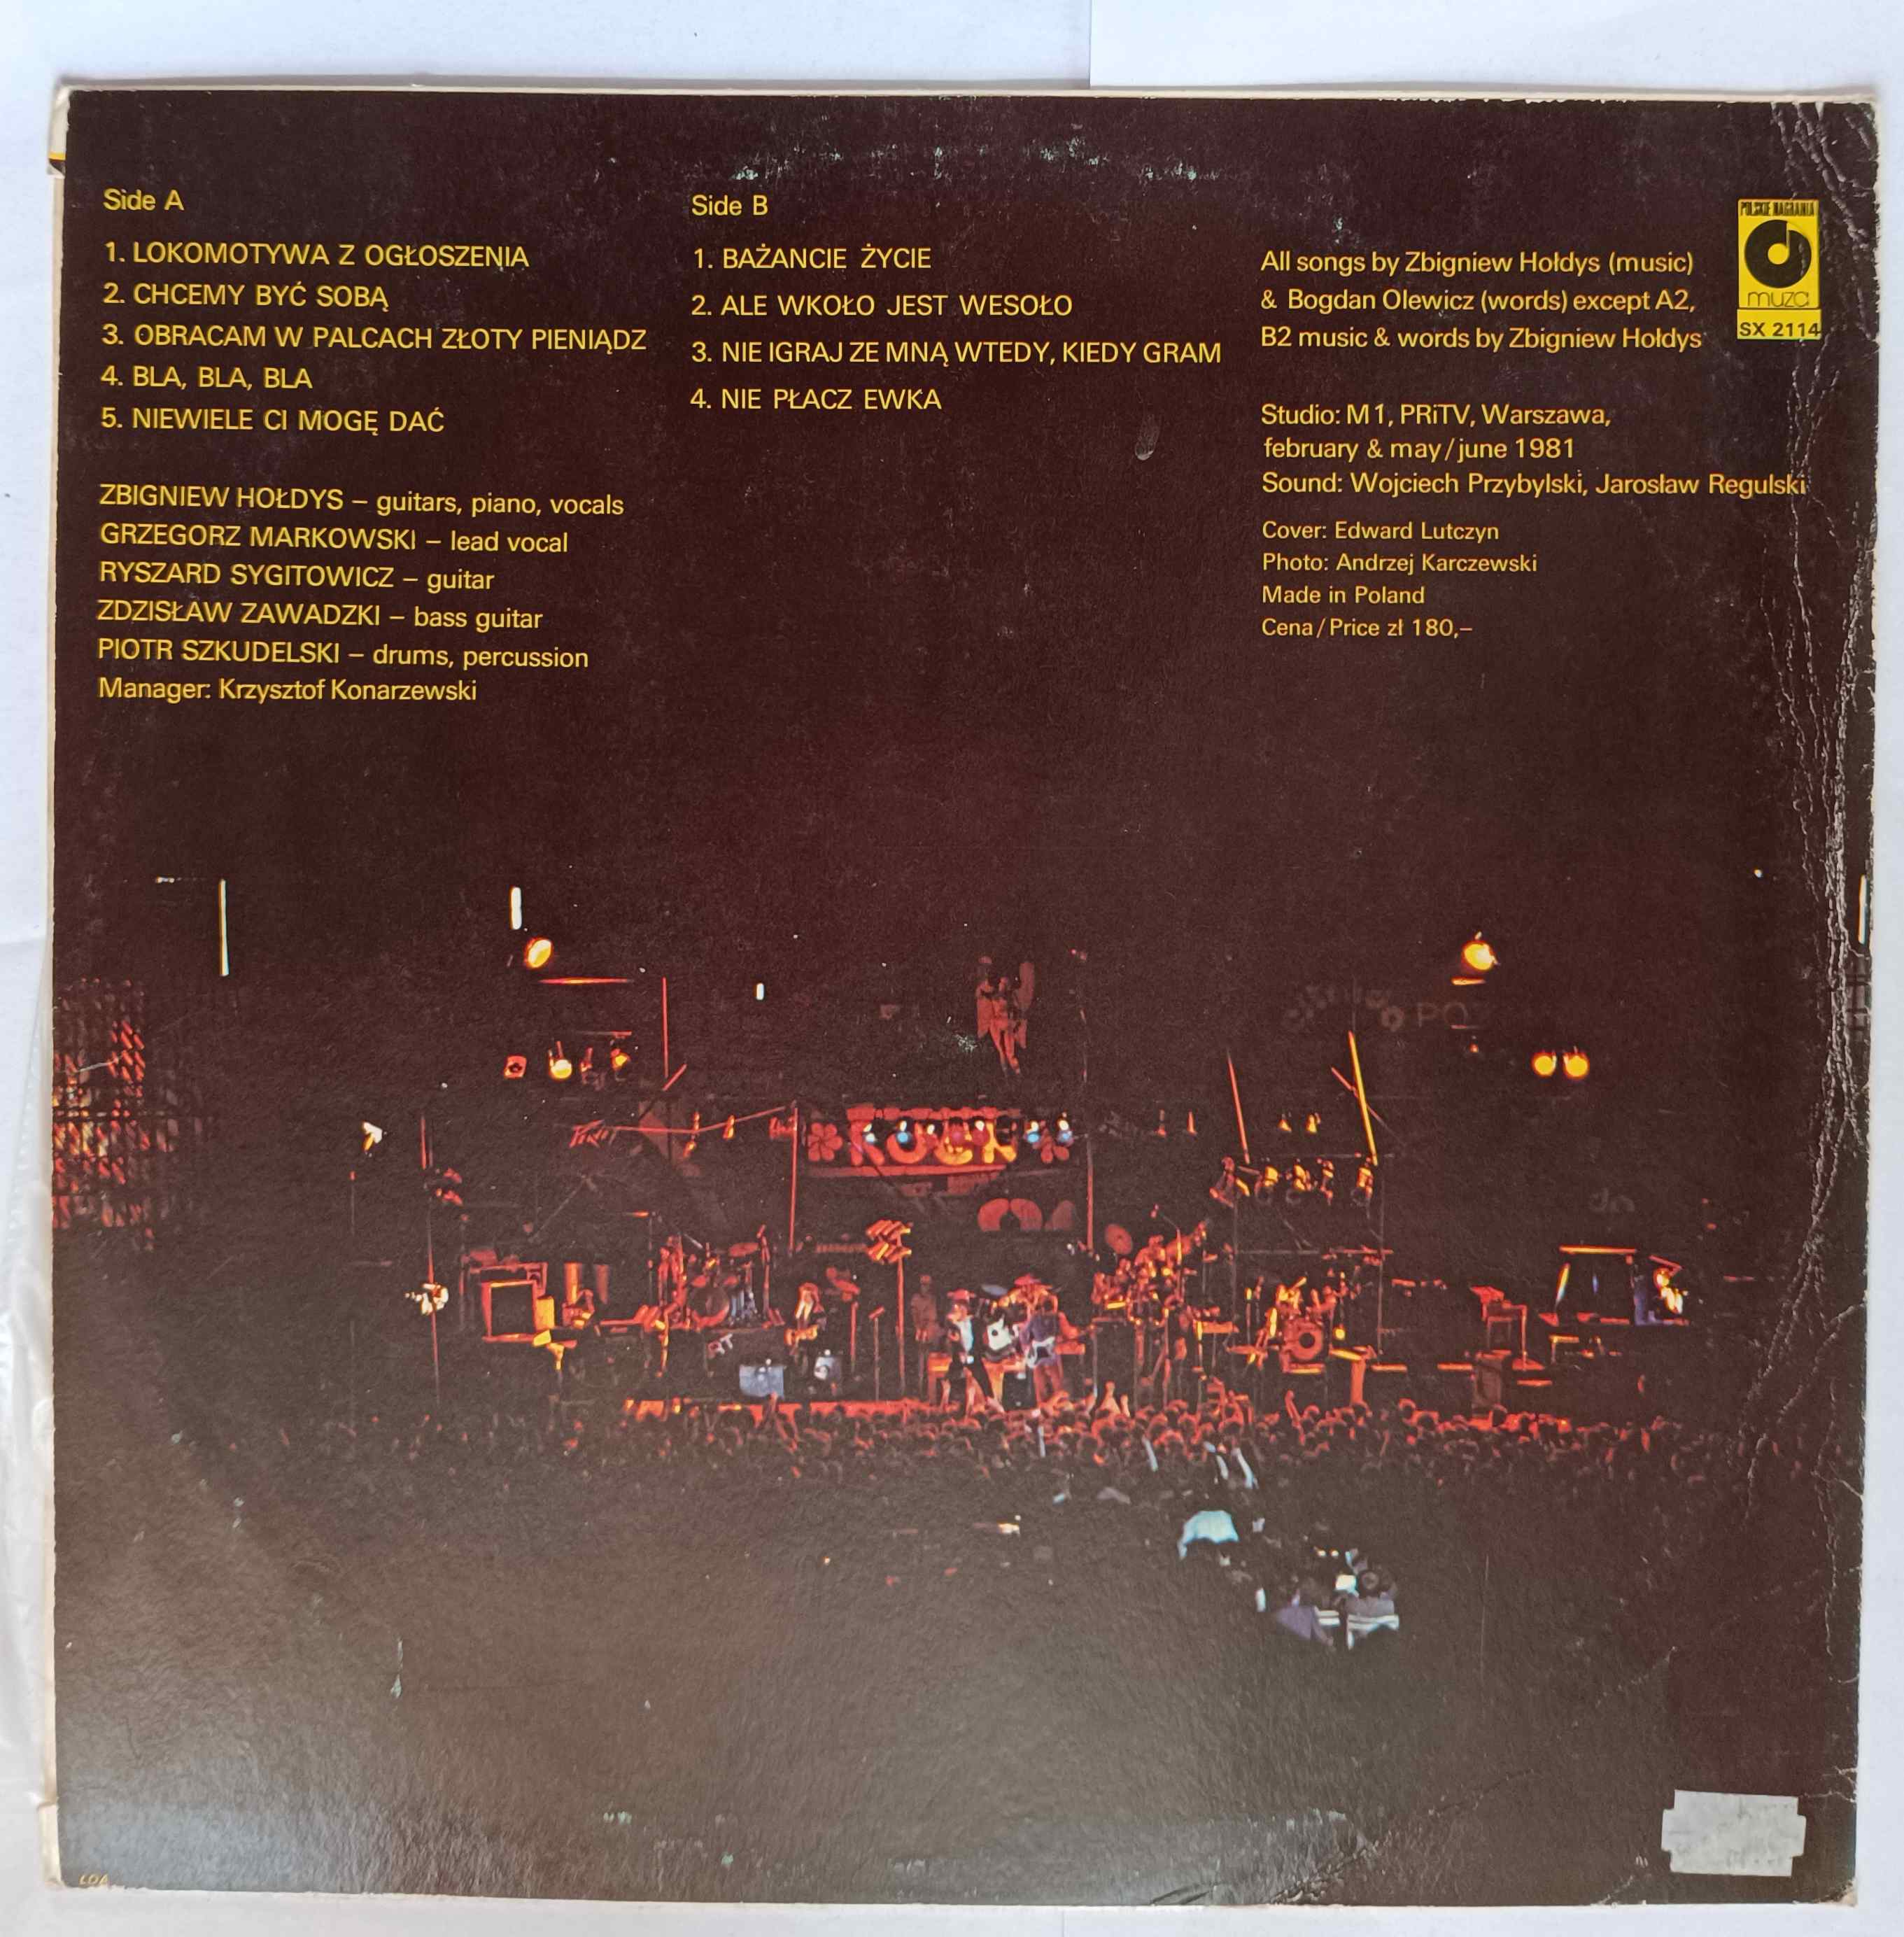 Side A
1. LOKOMOTYWA Z OGŁOSZENIA
2. CHCEMY BYĆ SOBĄ
3. OBRACAM W PALCACH ZŁOTY PIENIĄDZ
4. BLA, BLA, BLA
5. NIEWIELE CI MOGĘ DAĆ
ZBIGNIEW HOŁDYS – guitars, piano, vocals
GRZEGORZ MARKOWSKI – lead vocal
RYSZARD SYGITOWICZ – guitar
ZDZISŁAW ZAWADZKI – bass guitar
PIOTR SZKUDELSKI – drums, percussion
Manager: Krzysztof Konarzewski
Side B
1. BAŻANCIE ŻYCIE
2. ALE WKOŁO JEST WESOŁO
3. NIE IGRAJ ZE MNĄ WTEDY, KIEDY GRAM
4. NIE PŁACZ EWKA
All songs by Zbigniew Hołdys (music)
& Bogdan Olewicz (words) except A2,
B2 music & words by Zbigniew Hołdys
Studio: M1, PRiTV, Warszawa,
february & may/june 1981
Sound: Wojciech Przybylski, Jarosław Regulski
Cover: Edward Lutczyn
Photo: Andrzej Karczewski
Made in Poland
Cena/Price zł 180,–
POLSKIE NAGRANIA
muza
SX 2114
ROCK